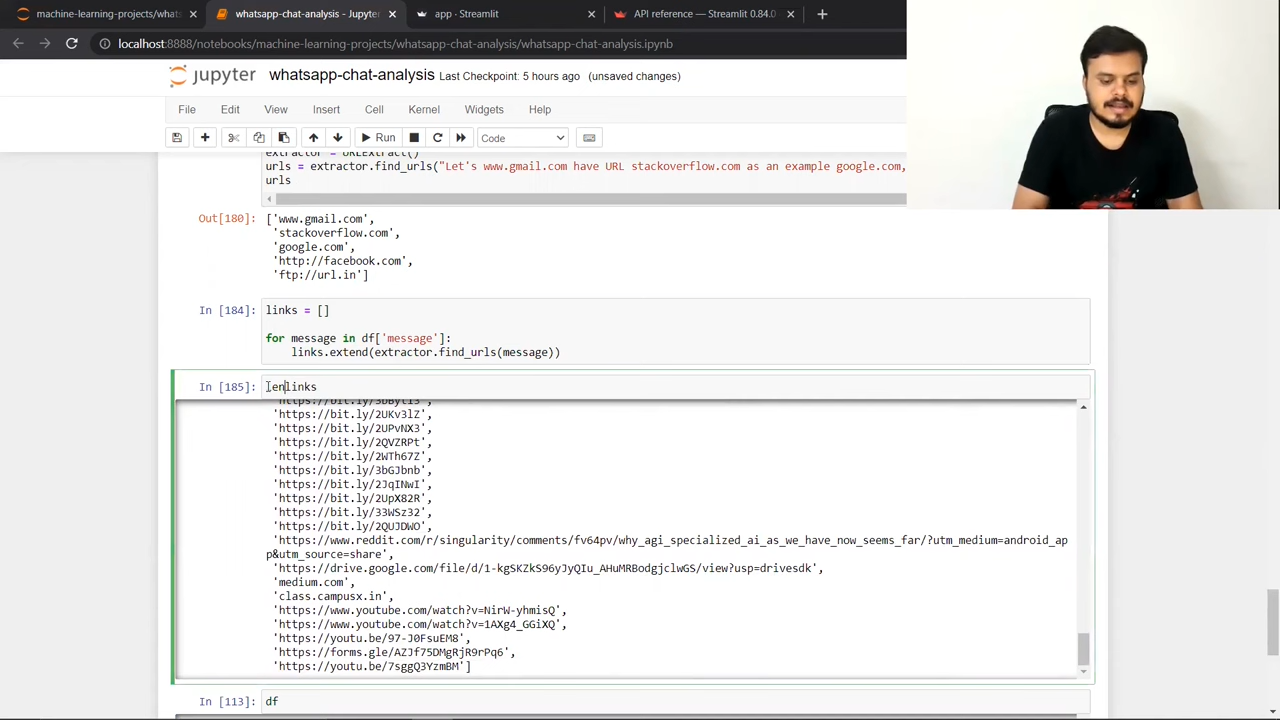 machine-learning-projects/whats
whatsapp-chat-analysis - Jupyter
app · Streamlit
API reference — Streamlit 0.84.0
localhost:8888/notebooks/machine-learning-projects/whatsapp-chat-analysis/whatsapp-chat-analysis.ipynb
jupyter whatsapp-chat-analysis Last Checkpoint: 5 hours ago (unsaved changes)
File Edit View Insert Cell Kernel Widgets Help
Run Code
extractor = URLExtract()
urls = extractor.find_urls("Let's www.gmail.com have URL stackoverflow.com as an example google.com,
urls
Out[180]: ['www.gmail.com',
'stackoverflow.com',
'google.com',
'http://facebook.com',
'ftp://url.in']
In [184]: links = []
for message in df['message']:
links.extend(extractor.find_urls(message))
In [185]: lenlinks
'https://bit.ly/2UKv3lZ',
'https://bit.ly/2UPvNX3',
'https://bit.ly/2QVZRPt',
'https://bit.ly/2WTh67Z',
'https://bit.ly/3bGJbnb',
'https://bit.ly/2JqINwI',
'https://bit.ly/2UpX82R',
'https://bit.ly/33WSz32',
'https://bit.ly/2QUJDWO',
'https://www.reddit.com/r/singularity/comments/fv64pv/why_agi_specialized_ai_as_we_have_now_seems_far/?utm_medium=android_ap
p&utm_source=share',
'https://drive.google.com/file/d/1-kgSKZkS96yJyQIu_AHuMRBodgjclwGS/view?usp=drivesdk',
'medium.com',
'class.campusx.in',
'https://www.youtube.com/watch?v=NirW-yhmisQ',
'https://www.youtube.com/watch?v=1AXg4_GGiXQ',
'https://youtu.be/97-J0FsuEM8',
'https://forms.gle/AZJf75DMgRjR9rPq6',
'https://youtu.be/7sggQ3YzmBM']
In [113]: df